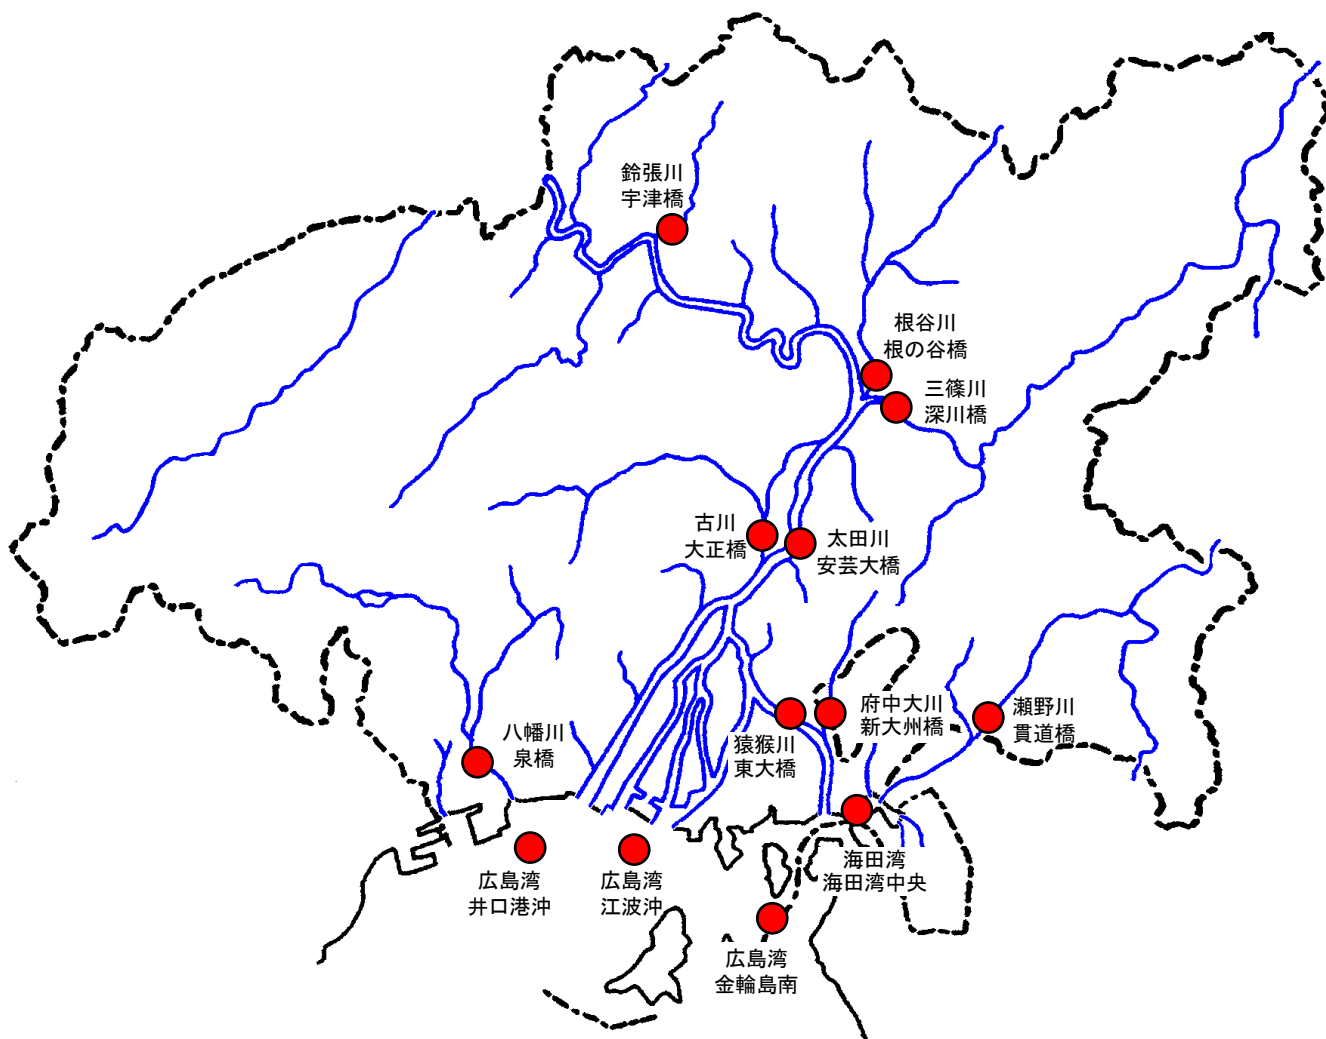 鈴張川
宇津橋
根谷川
根の谷橋
三篠川
深川橋
古川
大正橋
太田川
安芸大橋
府中大川
新大州橋
瀬野川
貫道橋
八幡川
泉橋
猿猴川
東大橋
海田湾
海田湾中央
広島湾
井口港沖
広島湾
江波沖
広島湾
金輪島南